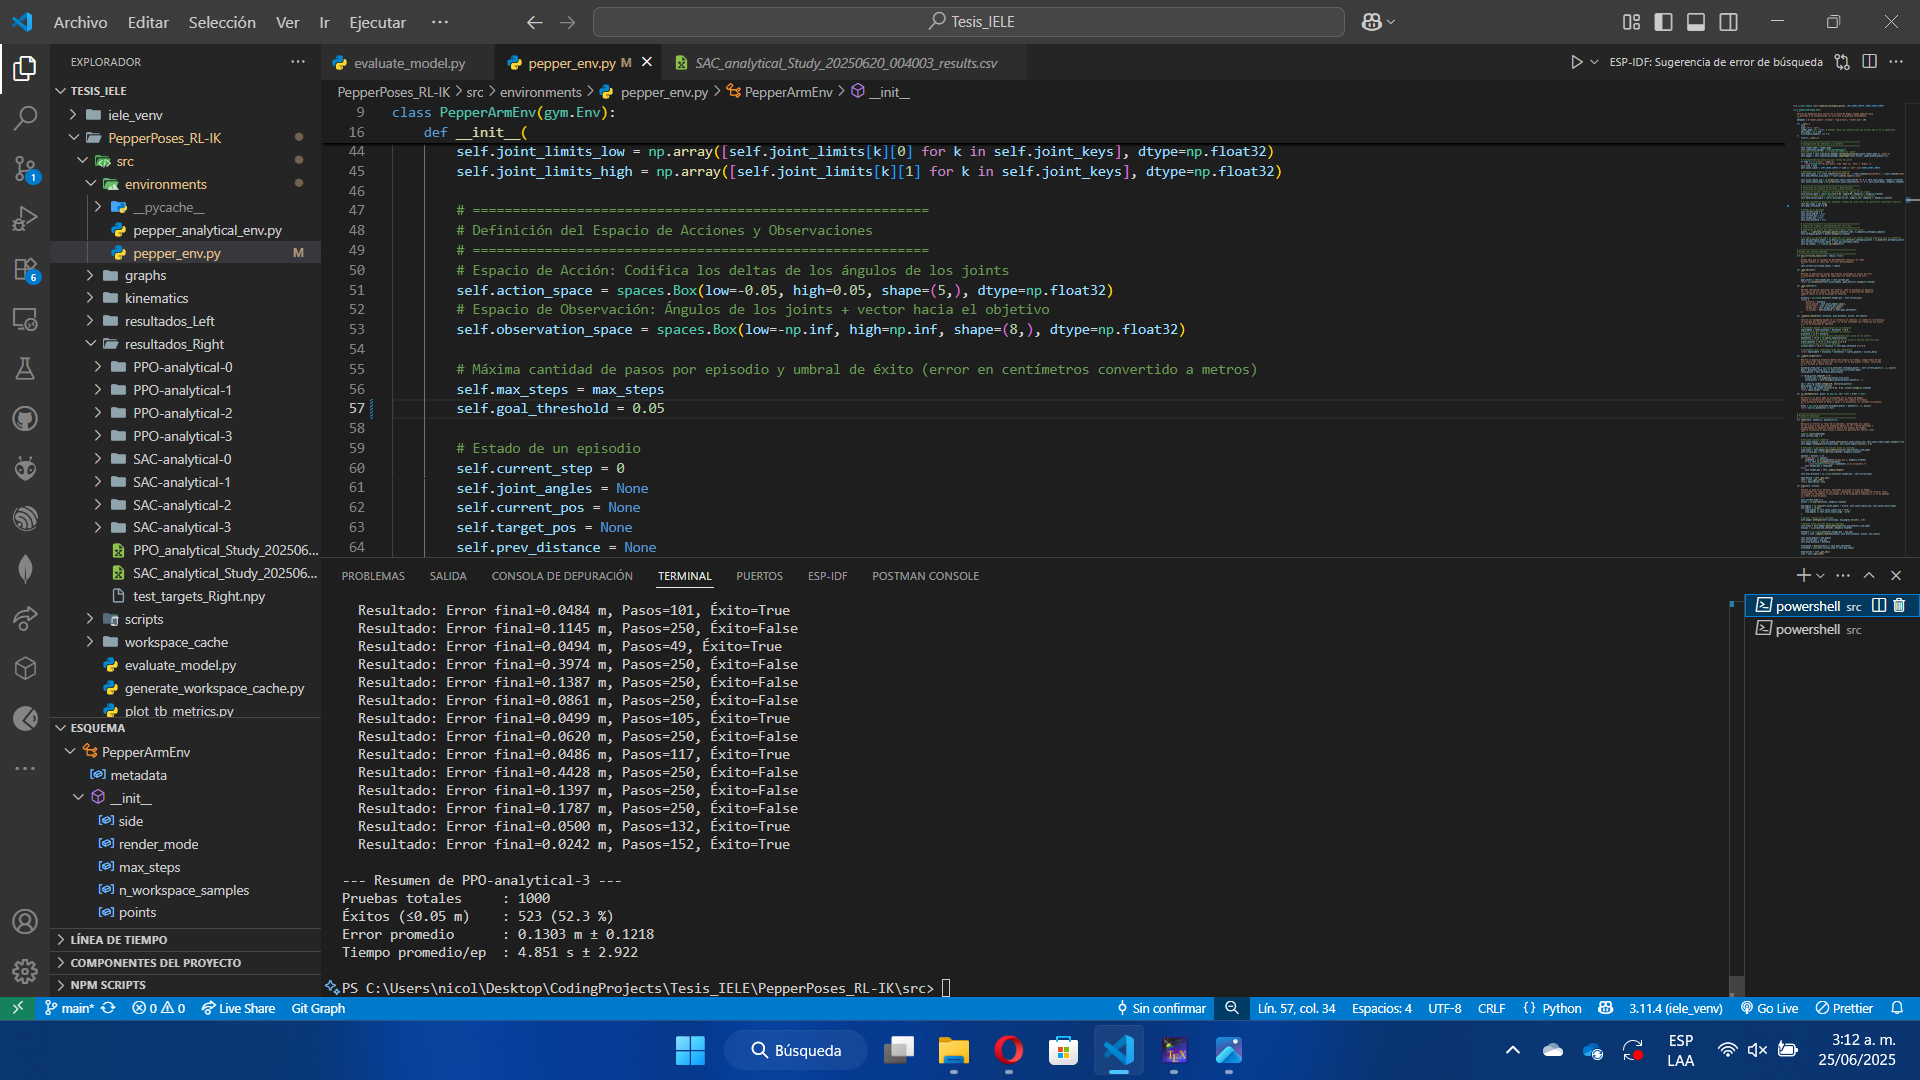 Archivo Editar Selección Ver Ir Ejecutar ··· Tesis_IELE
EXPLORADOR ···
TESIS_IELE
iele_venv
PepperPoses_RL-IK
src
environments
__pycache__
pepper_analytical_env.py
pepper_env.py M
graphs
kinematics
resultados_Left
resultados_Right
PPO-analytical-0
PPO-analytical-1
PPO-analytical-2
PPO-analytical-3
SAC-analytical-0
SAC-analytical-1
SAC-analytical-2
SAC-analytical-3
PPO_analytical_Study_202506...
SAC_analytical_Study_202506...
test_targets_Right.npy
scripts
workspace_cache
evaluate_model.py
generate_workspace_cache.py
plot_tb_metrics.py
ESQUEMA
PepperArmEnv
metadata
__init__
side
render_mode
max_steps
n_workspace_samples
points
LÍNEA DE TIEMPO
COMPONENTES DEL PROYECTO
NPM SCRIPTS
1
6
evaluate_model.py pepper_env.py M SAC_analytical_Study_20250620_004003_results.csv
ESP-IDF: Sugerencia de error de búsqueda
PepperPoses_RL-IK > src > environments > pepper_env.py > PepperArmEnv > __init__
9 class PepperArmEnv(gym.Env):
16 def __init__(
44 self.joint_limits_low = np.array([self.joint_limits[k][0] for k in self.joint_keys], dtype=np.float32)
45 self.joint_limits_high = np.array([self.joint_limits[k][1] for k in self.joint_keys], dtype=np.float32)
46
47 # =========================================================
48 # Definición del Espacio de Acciones y Observaciones
49 # =========================================================
50 # Espacio de Acción: Codifica los deltas de los ángulos de los joints
51 self.action_space = spaces.Box(low=-0.05, high=0.05, shape=(5,), dtype=np.float32)
52 # Espacio de Observación: Ángulos de los joints + vector hacia el objetivo
53 self.observation_space = spaces.Box(low=-np.inf, high=np.inf, shape=(8,), dtype=np.float32)
54
55 # Máxima cantidad de pasos por episodio y umbral de éxito (error en centímetros convertido a metros)
56 self.max_steps = max_steps
57 self.goal_threshold = 0.05
58
59 # Estado de un episodio
60 self.current_step = 0
61 self.joint_angles = None
62 self.current_pos = None
63 self.target_pos = None
64 self.prev_distance = None
PROBLEMAS SALIDA CONSOLA DE DEPURACIÓN TERMINAL PUERTOS ESP-IDF POSTMAN CONSOLE
Resultado: Error final=0.0484 m, Pasos=101, Éxito=True
Resultado: Error final=0.1145 m, Pasos=250, Éxito=False
Resultado: Error final=0.0494 m, Pasos=49, Éxito=True
Resultado: Error final=0.3974 m, Pasos=250, Éxito=False
Resultado: Error final=0.1387 m, Pasos=250, Éxito=False
Resultado: Error final=0.0861 m, Pasos=250, Éxito=False
Resultado: Error final=0.0499 m, Pasos=105, Éxito=True
Resultado: Error final=0.0620 m, Pasos=250, Éxito=False
Resultado: Error final=0.0486 m, Pasos=117, Éxito=True
Resultado: Error final=0.4428 m, Pasos=250, Éxito=False
Resultado: Error final=0.1397 m, Pasos=250, Éxito=False
Resultado: Error final=0.1787 m, Pasos=250, Éxito=False
Resultado: Error final=0.0500 m, Pasos=132, Éxito=True
Resultado: Error final=0.0242 m, Pasos=152, Éxito=True
--- Resumen de PPO-analytical-3 ---
Pruebas totales : 1000
Éxitos (≤0.05 m) : 523 (52.3 %)
Error promedio : 0.1303 m ± 0.1218
Tiempo promedio/ep : 4.851 s ± 2.922
PS C:\Users\nicol\Desktop\CodingProjects\Tesis_IELE\PepperPoses_RL-IK\src>
powershell src
powershell src
main* 0 0 Live Share Git Graph Sin confirmar Lín. 57, col. 34 Espacios: 4 UTF-8 CRLF Python 3.11.4 (iele_venv) Go Live Prettier
Búsqueda
TEX
ESP
LAA
3:12 a. m.
25/06/2025